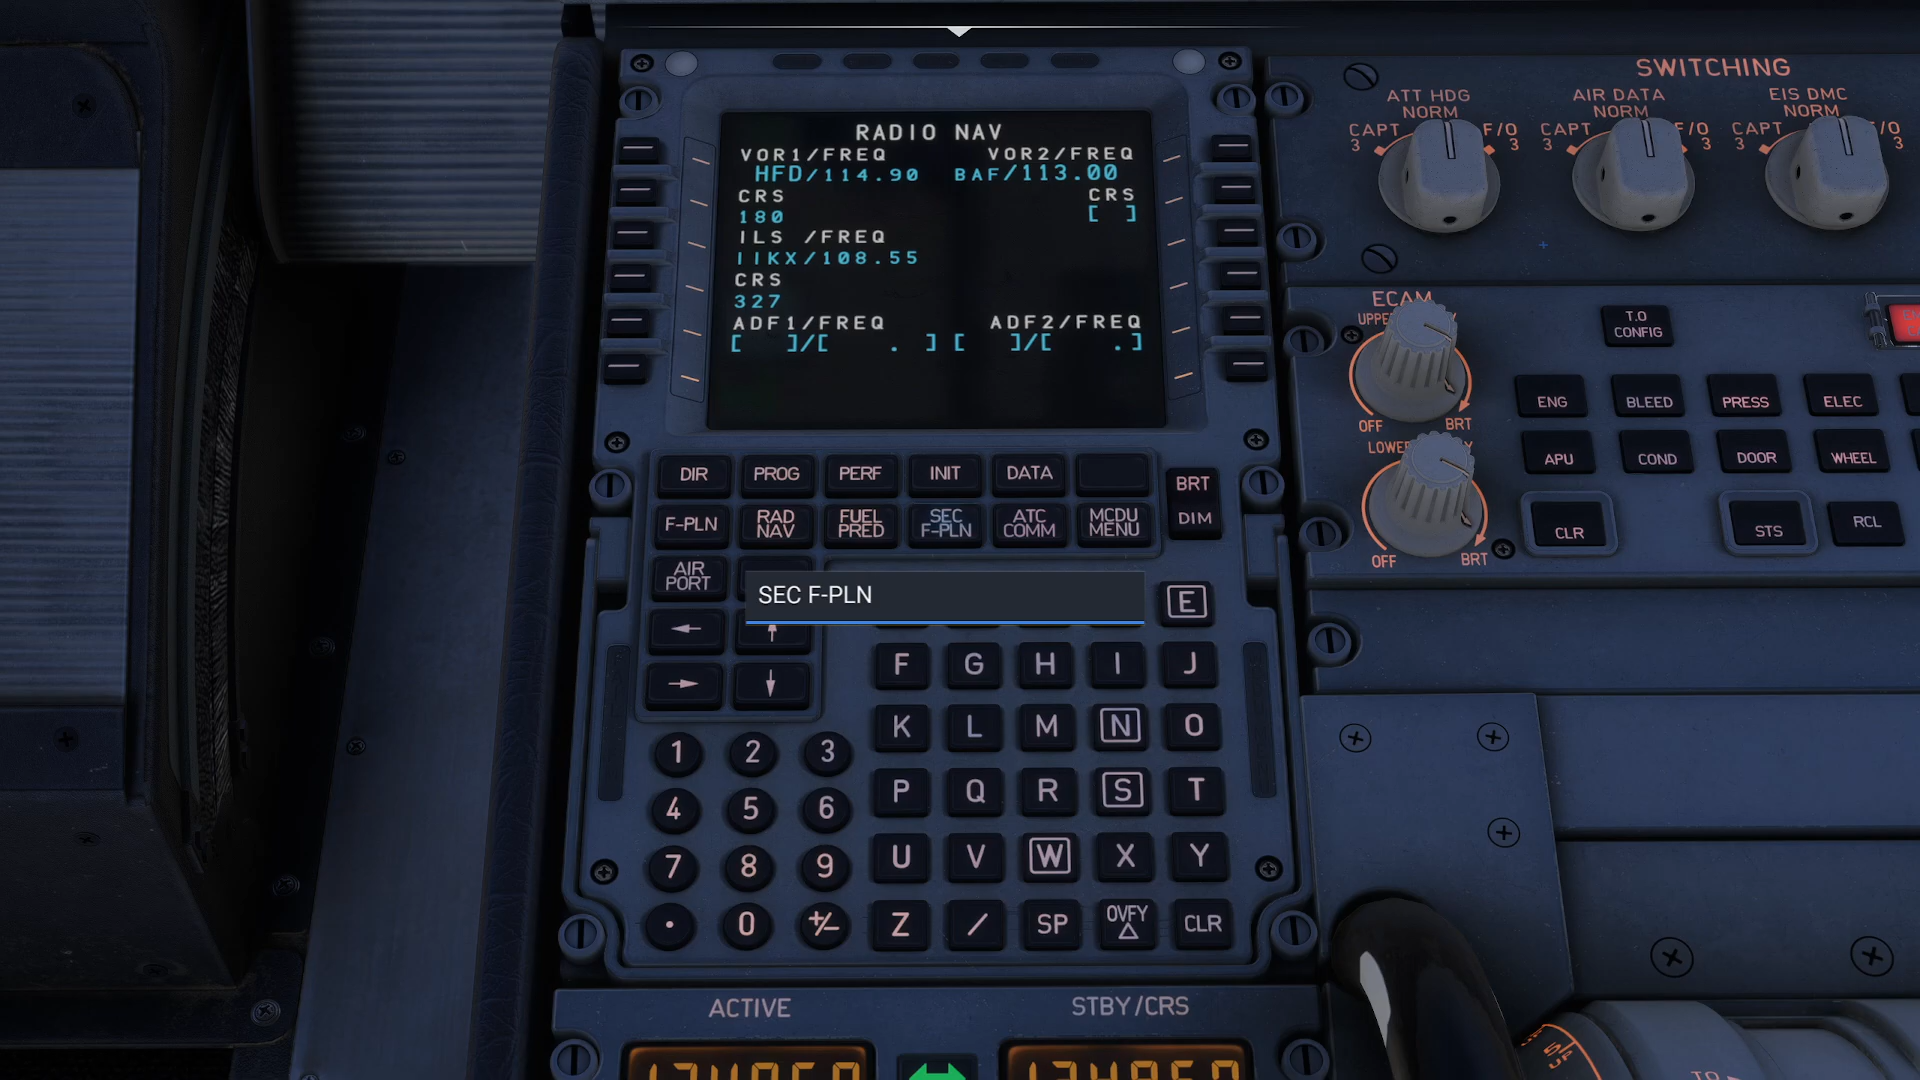 RADIO NAV
VOR1/FREQ VOR2/FREQ
HFD/114.90 BAF/113.00
CRS CRS
180 [ ]
ILS /FREQ
IIKX/108.55
CRS
327
ADF1/FREQ ADF2/FREQ
[ ]/[ . ] [ ]/[ . ]
DIR PROG PERF INIT DATA
BRT
DIM
F-PLN
RAD
NAV
FUEL
PRED
SEC
F-PLN
ATC
COMM
MCDU
MENU
AIR
PORT
SEC F-PLN
E
← ↑
→ ↓
F G H I J
K L M N O
P Q R S T
U V W X Y
Z / SP OVFY △ CLR
1 2 3
4 5 6
7 8 9
. 0 +/-
ACTIVE STBY/CRS
SWITCHING
ATT HDG
NORM
CAPT F/O
3 3
AIR DATA
NORM
CAPT F/O
3 3
EIS DMC
NORM
CAPT /O
3 3
ECAM
UPPE
OFF BRT
LOWE Y
OFF BRT
T.O
CONFIG
ENG BLEED PRESS ELEC
APU COND DOOR WHEEL
CLR STS RCL
TO